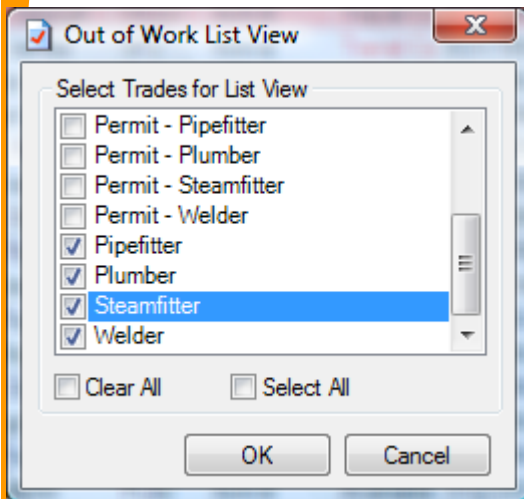 Out of Work List View
Select Trades for List View
Permit - Pipefitter
Permit - Plumber
Permit - Steamfitter
Permit - Welder
Pipefitter
Plumber
Steamfitter
Welder
Clear All Select All
OK Cancel